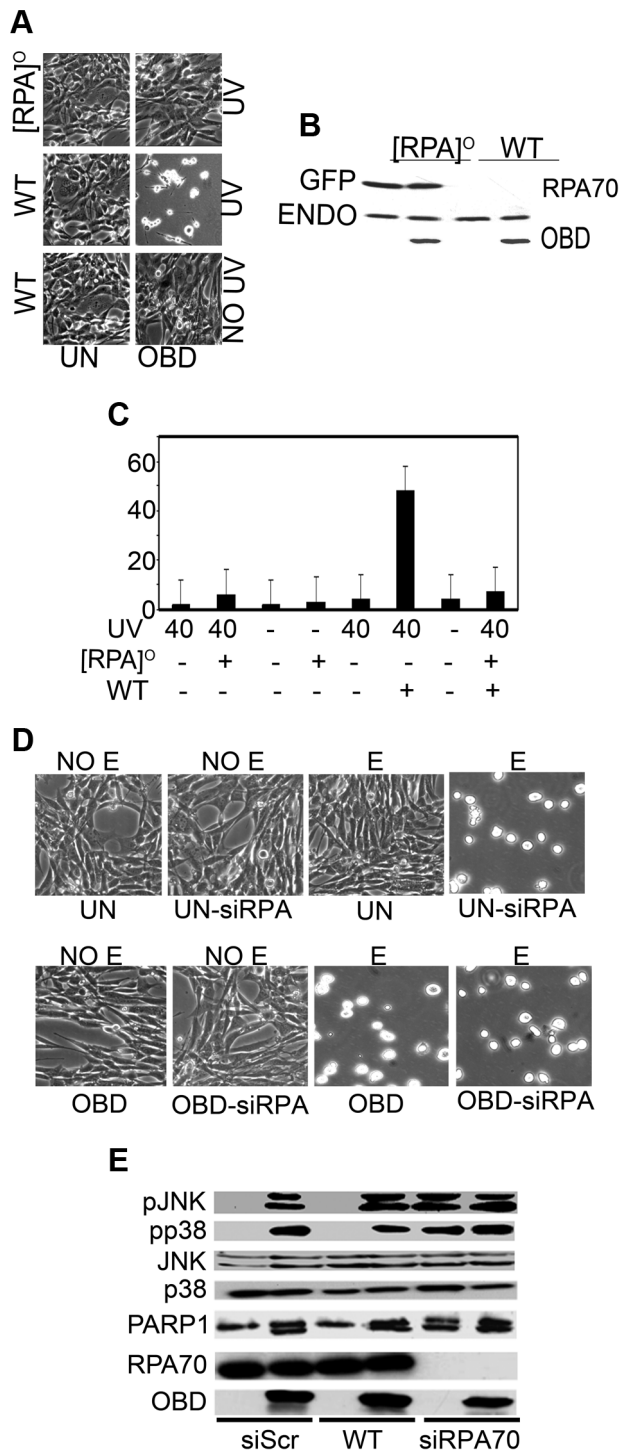 A
[RPA]O
UV
WT
UV
WT
NO UV
UN OBD
B
[RPA]O WT
GFP RPA70
ENDO
OBD
C
60
40
20
0
UV 40 40 - - 40 40 - 40
[RPA]O - + - + - - - +
WT - - - - - + - +
D
NO E NO E E E
UN UN-siRPA UN UN-siRPA
NO E NO E E E
OBD OBD-siRPA OBD OBD-siRPA
E
pJNK
pp38
JNK
p38
PARP1
RPA70
OBD
siScr WT siRPA70